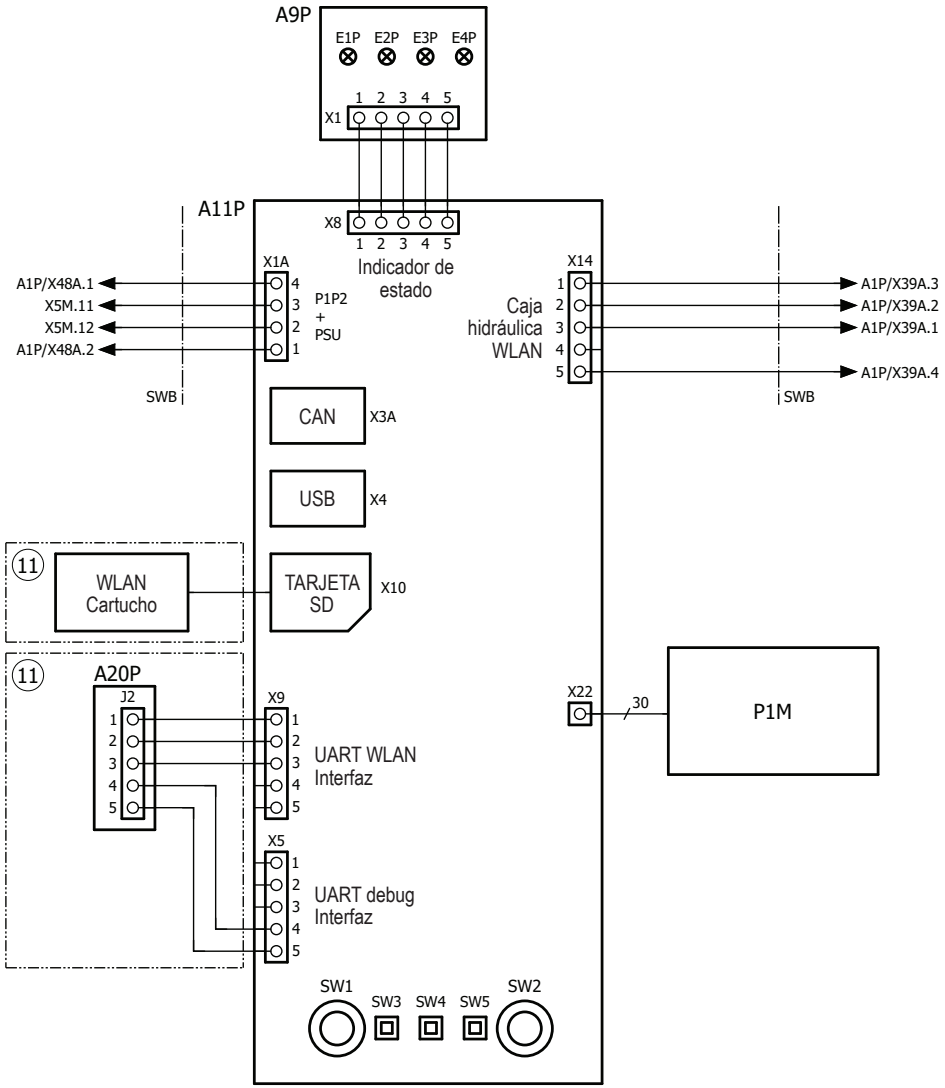 A9P
E1P E2P E3P E4P
1 2 3 4 5
X1
A11P
X8
1 2 3 4 5
Indicador de
estado
X1A
4
3
2
1
P1P2
+
PSU
A1P/X48A.1
X5M.11
X5M.12
A1P/X48A.2
SWB
X14
1
2
3
4
5
Caja
hidráulica
WLAN
A1P/X39A.3
A1P/X39A.2
A1P/X39A.1
A1P/X39A.4
SWB
CAN
X3A
USB
X4
11
WLAN
Cartucho
TARJETA
SD
X10
11
A20P
J2
1
2
3
4
5
X9
1
2
3
4
5
UART WLAN
Interfaz
X22
30
P1M
X5
1
2
3
4
5
UART debug
Interfaz
SW1
SW3 SW4 SW5
SW2